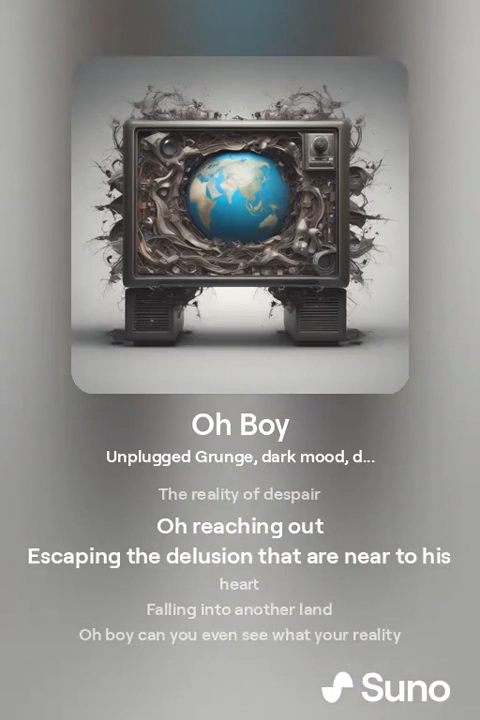 Oh Boy
Unplugged Grunge, dark mood, d...
The reality of despair
Oh reaching out
Escaping the delusion that are near to his
heart
Falling into another land
Oh boy can you even see what your reality
Suno